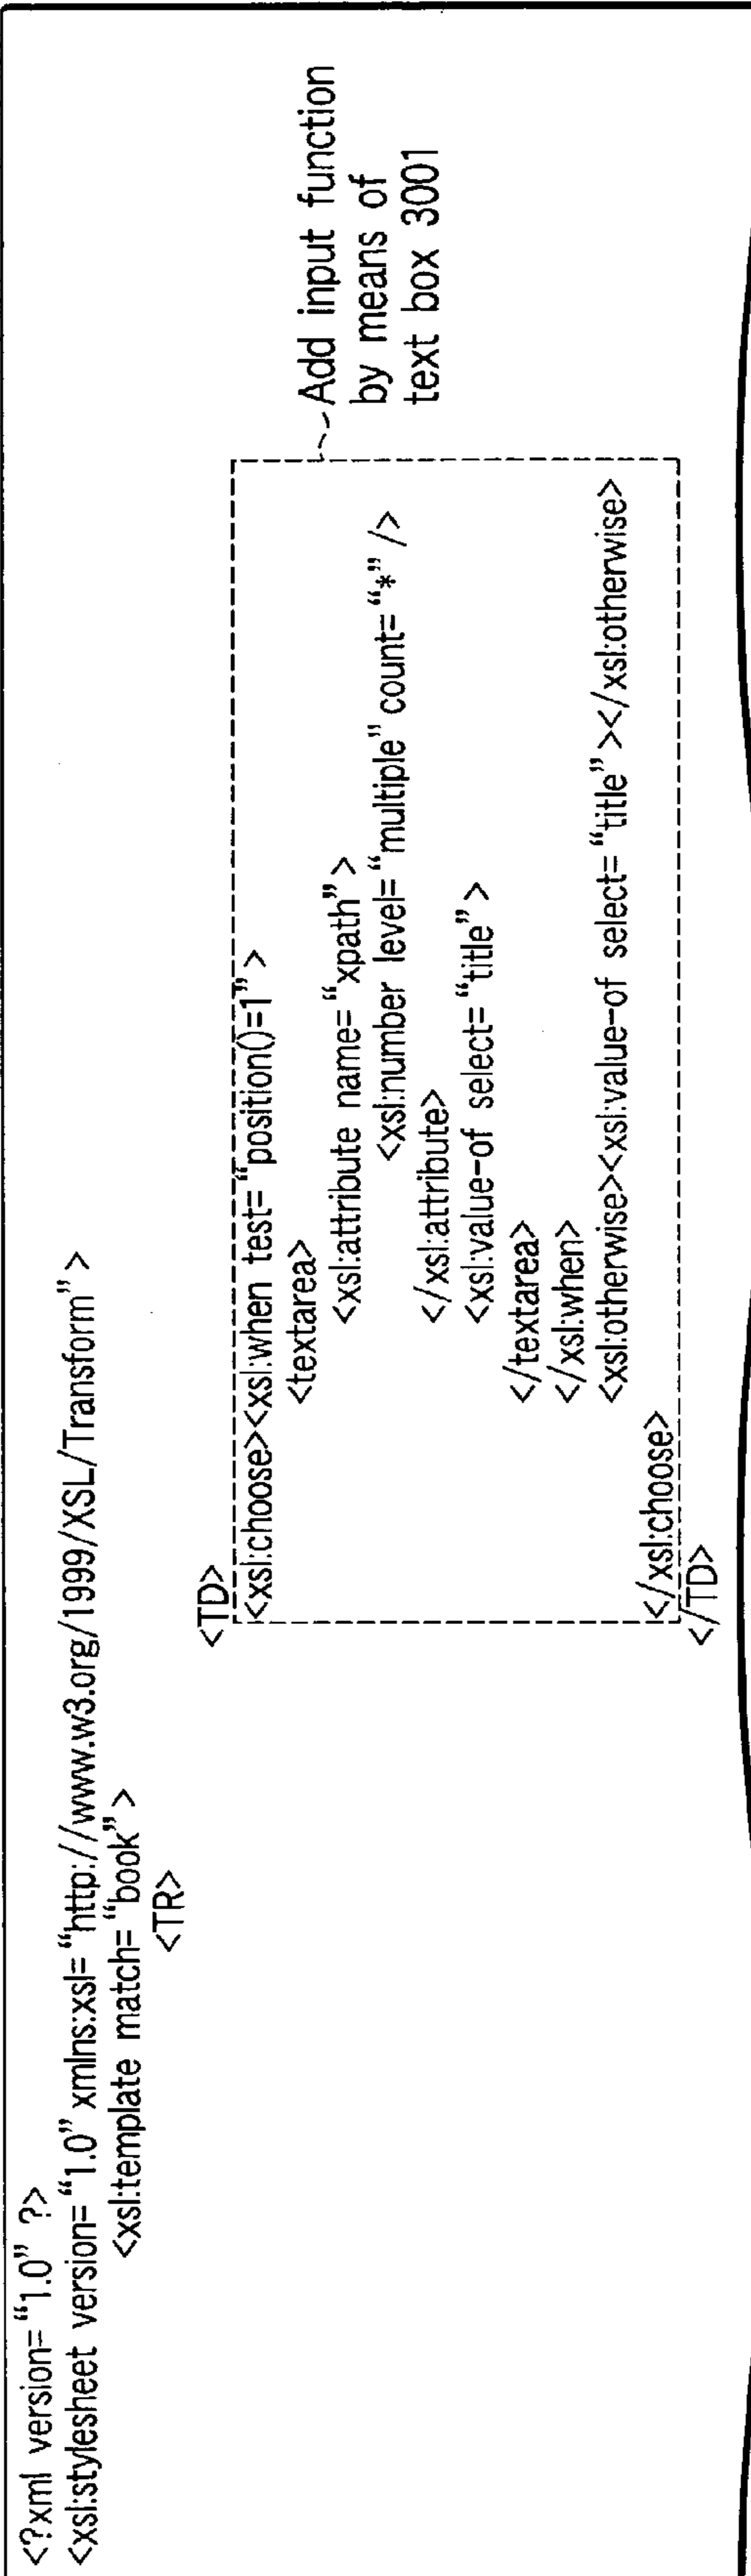 <?xml version="1.0" ?>
<xsl:stylesheet version="1.0" xmlns:xsl="http://www.w3.org/1999/XSL/Transform">
<xsl:template match="book">
<TR>
<TD>
<xsl:choose><xsl:when test="position()=1">
<textarea>
<xsl:attribute name="xpath">
<xsl:number level="multiple" count="*" />
</xsl:attribute>
<xsl:value-of select="title">
</textarea>
</xsl:when>
<xsl:otherwise><xsl:value-of select="title"></xsl:otherwise>
</xsl:choose>
</TD>
Add input function
by means of
text box 3001